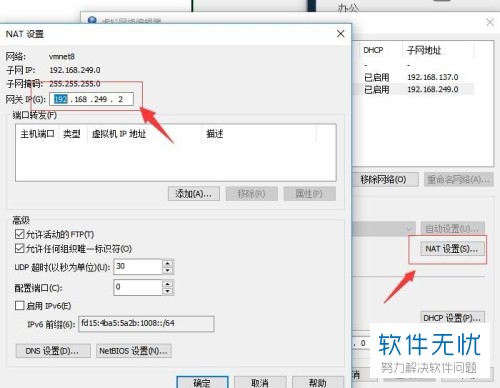 办公
虚拟网络编辑器
NAT 设置
网络: vmnet8
子网 IP: 192.168.249.0
子网掩码: 255.255.255.0
网关 IP(G): 192 .168 .249 . 2
端口转发(F)
主机端口 类型 虚拟机 IP 地址 描述
添加(A)... 移除(R) 属性(P)
高级
允许活动的 FTP(T)
允许任何组织唯一标识符(O)
UDP 超时(以秒为单位)(U): 30
配置端口(C): 0
启用 IPv6(E)
IPv6 前缀(6): fd15:4ba5:5a2b:1008::/64
DNS 设置(D)... NetBIOS 设置(N)...
确定 取消 帮助
DHCP 子网地址
- -
已启用 192.168.137.0
已启用 192.168.249.0
移除网络(O) 重命名网络(W)...
自动设置(U)...
NAT 设置(S)...
DHCP 设置(P)...
. 0
软件无忧
努力解决软件问题